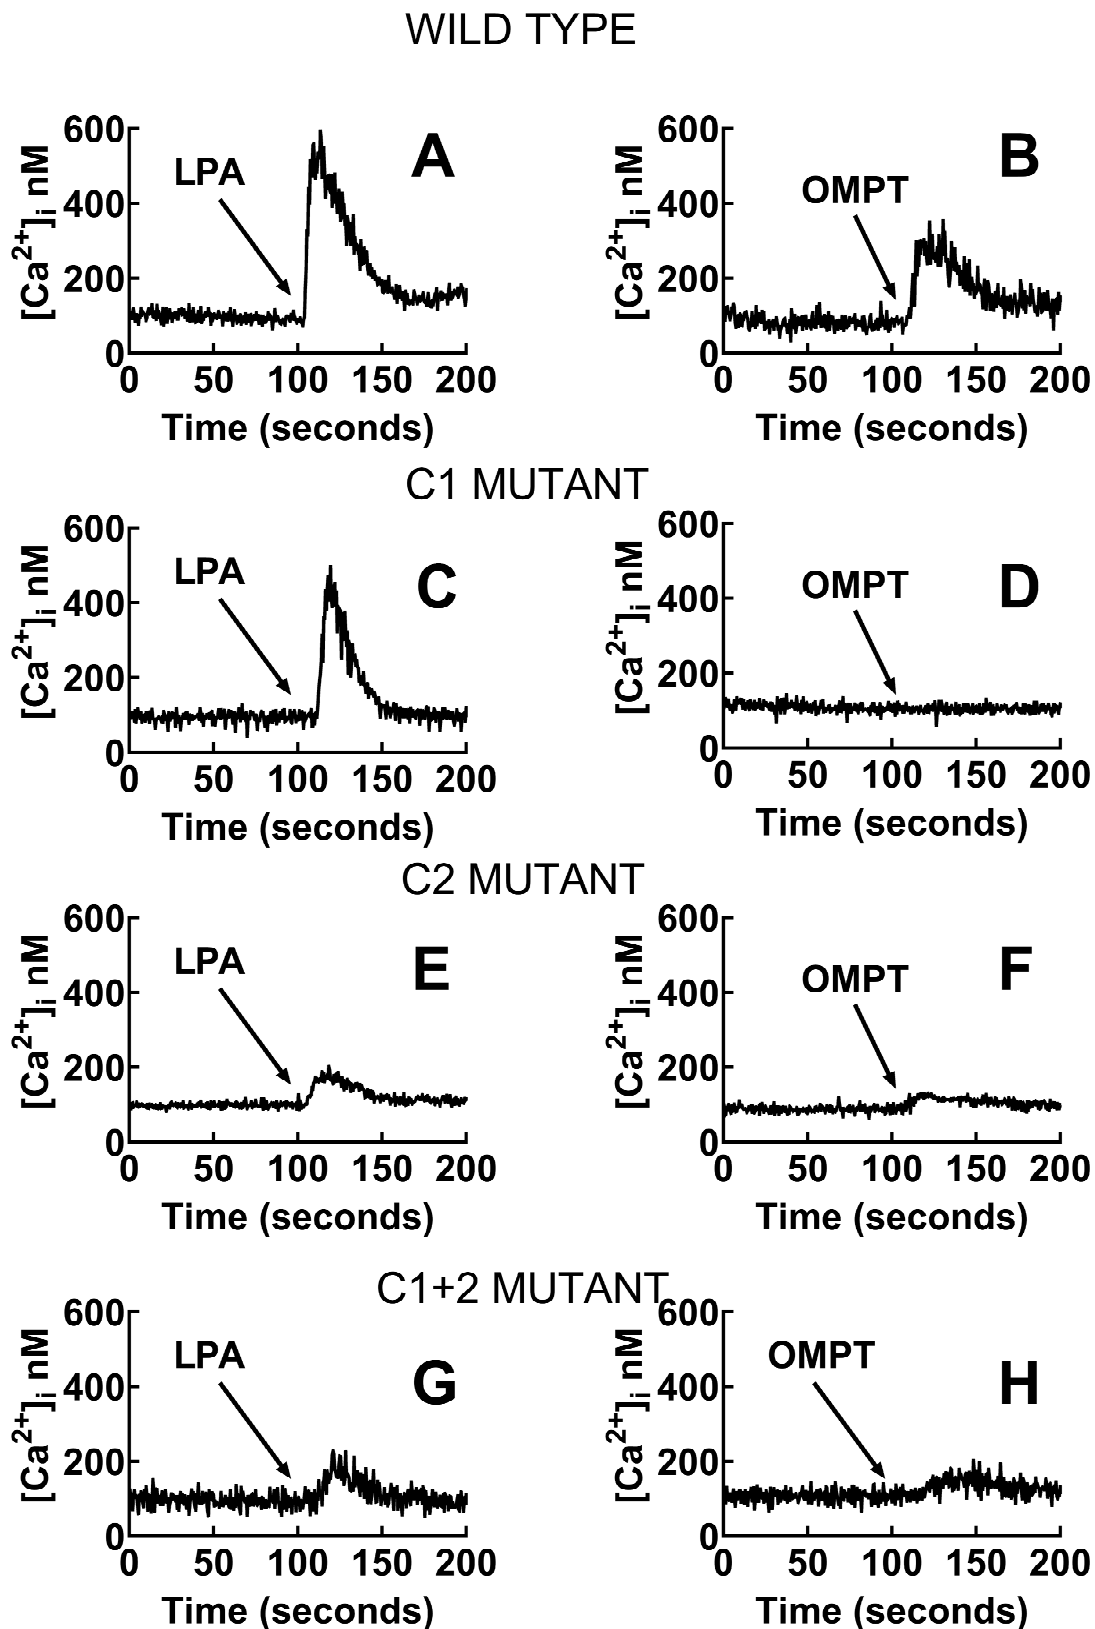 WILD TYPE
600
400
200
0
[Ca2+]i nM
LPA
A
0 50 100 150 200
Time (seconds)
600
400
200
0
[Ca2+]i nM
OMPT
B
0 50 100 150 200
Time (seconds)
C1 MUTANT
600
400
200
0
[Ca2+]i nM
LPA
C
0 50 100 150 200
Time (seconds)
600
400
200
0
[Ca2+]i nM
OMPT
D
0 50 100 150 200
Time (seconds)
C2 MUTANT
600
400
200
0
[Ca2+]i nM
LPA
E
0 50 100 150 200
Time (seconds)
600
400
200
0
[Ca2+]i nM
OMPT
F
0 50 100 150 200
Time (seconds)
C1+2 MUTANT
600
400
200
0
[Ca2+]i nM
LPA
G
0 50 100 150 200
Time (seconds)
600
400
200
0
[Ca2+]i nM
OMPT
H
0 50 100 150 200
Time (seconds)